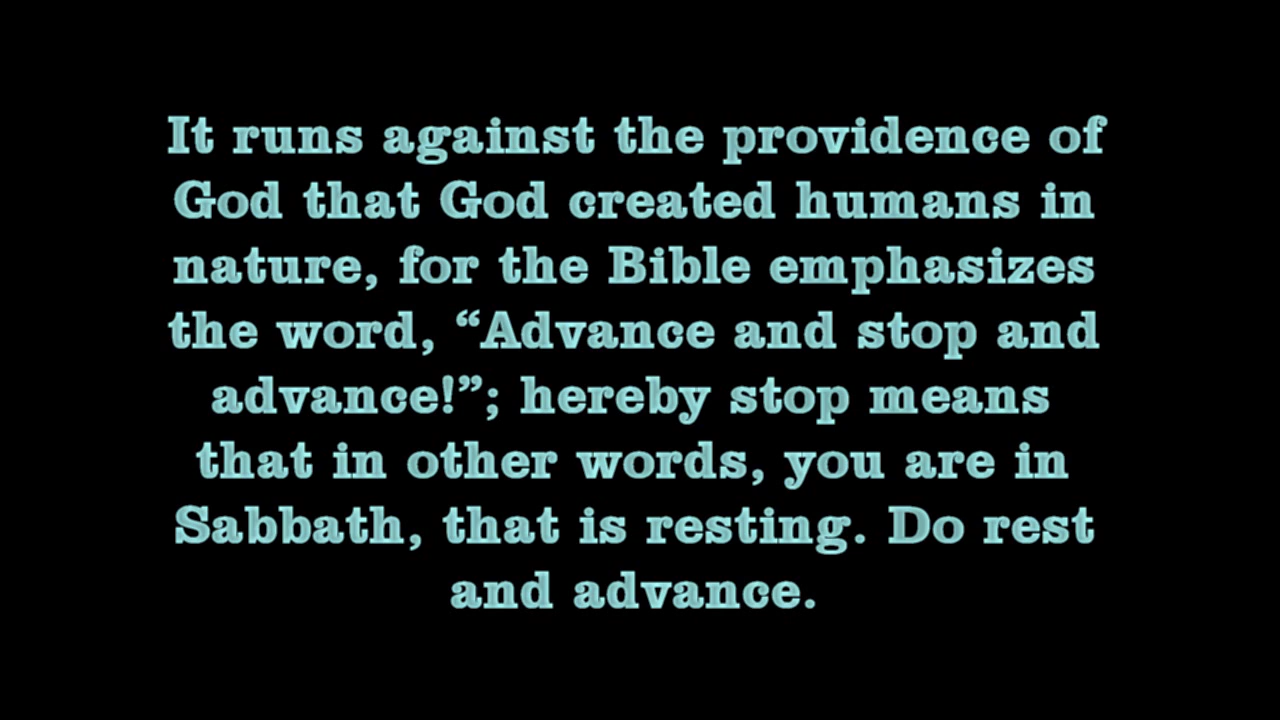 It runs against the providence of
God that God created humans in
nature, for the Bible emphasizes
the word, “Advance and stop and
advance!”; hereby stop means
that in other words, you are in
Sabbath, that is resting. Do rest
and advance.